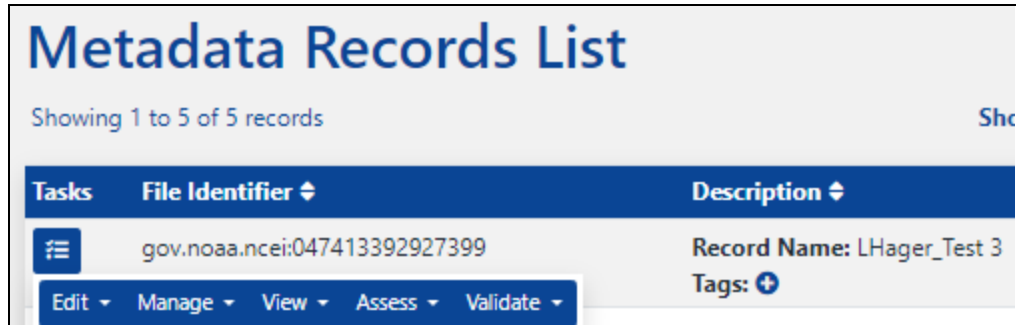 Metadata Records List
Showing 1 to 5 of 5 records
Tasks File Identifier Description
gov.noaa.ncei:047413392927399 Record Name: LHager_Test 3
Tags:
Edit Manage View Assess Validate